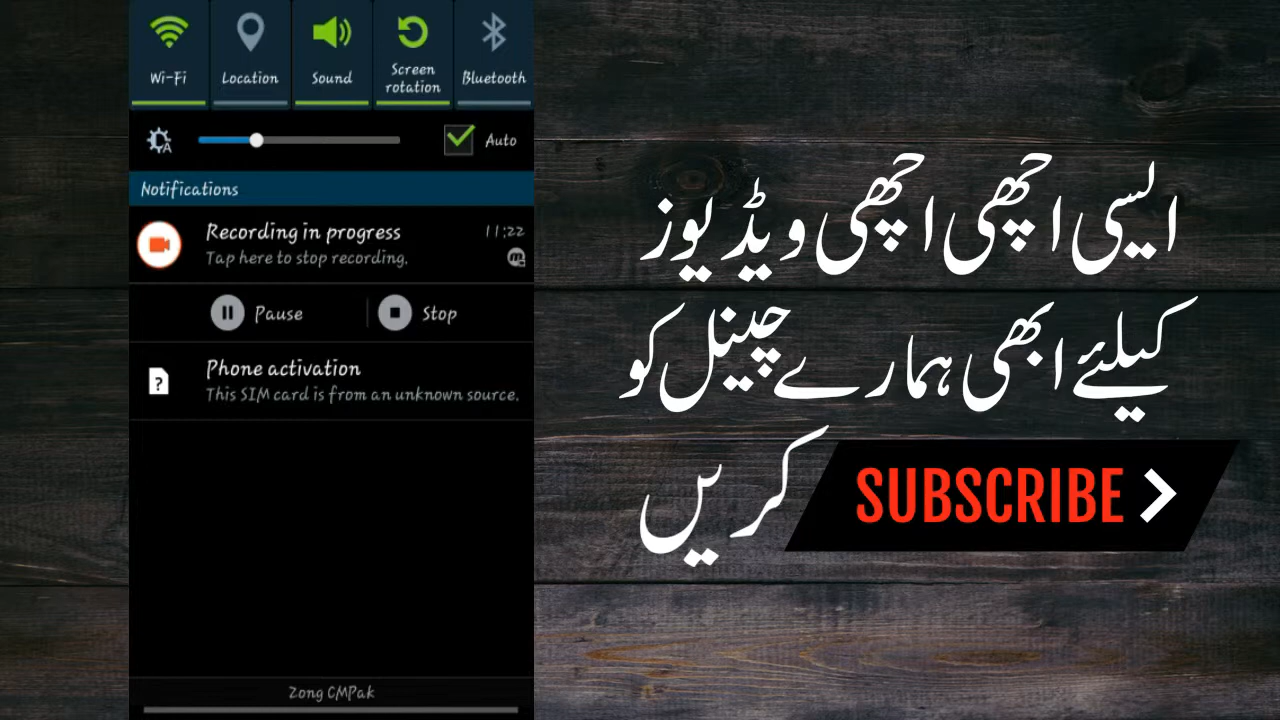 Wi-Fi
Location
Sound
Screen rotation
Bluetooth
Auto
Notifications
Recording in progress
11:22
Tap here to stop recording.
Pause
Stop
Phone activation
This SIM card is from an unknown source.
Zong CMPak
ایسی اچھی اچھی ویڈیوز
کیلئے ابھی ہمارے چینل کو
SUBSCRIBE کریں